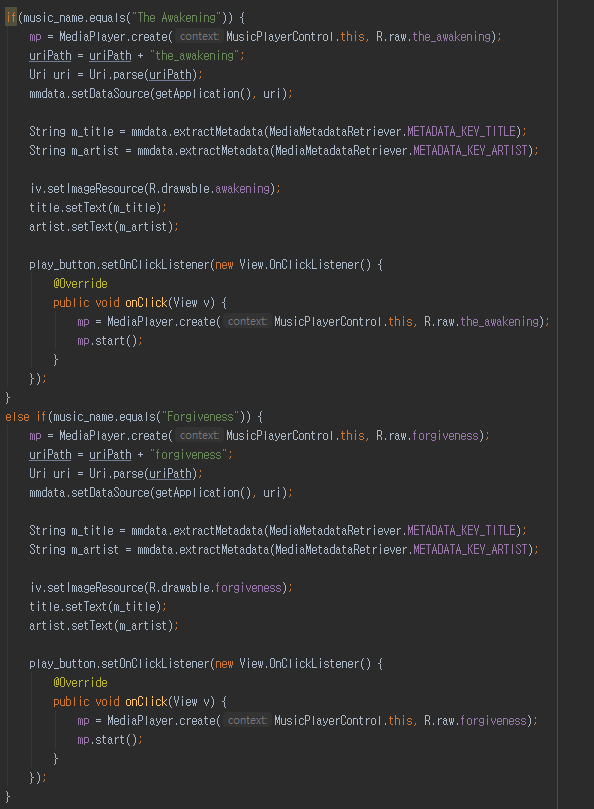 if(music_name.equals("The Awakening")) {
mp = MediaPlayer.create( context: MusicPlayerControl.this, R.raw.the_awakening);
uriPath = uriPath + "the_awakening";
Uri uri = Uri.parse(uriPath);
mmdata.setDataSource(getApplication(), uri);
String m_title = mmdata.extractMetadata(MediaMetadataRetriever.METADATA_KEY_TITLE);
String m_artist = mmdata.extractMetadata(MediaMetadataRetriever.METADATA_KEY_ARTIST);
iv.setImageResource(R.drawable.awakening);
title.setText(m_title);
artist.setText(m_artist);
play_button.setOnClickListener(new View.OnClickListener() {
@Override
public void onClick(View v) {
mp = MediaPlayer.create( context: MusicPlayerControl.this, R.raw.the_awakening);
mp.start();
}
});
}
else if(music_name.equals("Forgiveness")) {
mp = MediaPlayer.create( context: MusicPlayerControl.this, R.raw.forgiveness);
uriPath = uriPath + "forgiveness";
Uri uri = Uri.parse(uriPath);
mmdata.setDataSource(getApplication(), uri);
String m_title = mmdata.extractMetadata(MediaMetadataRetriever.METADATA_KEY_TITLE);
String m_artist = mmdata.extractMetadata(MediaMetadataRetriever.METADATA_KEY_ARTIST);
iv.setImageResource(R.drawable.forgiveness);
title.setText(m_title);
artist.setText(m_artist);
play_button.setOnClickListener(new View.OnClickListener() {
@Override
public void onClick(View v) {
mp = MediaPlayer.create( context: MusicPlayerControl.this, R.raw.forgiveness);
mp.start();
}
});
}